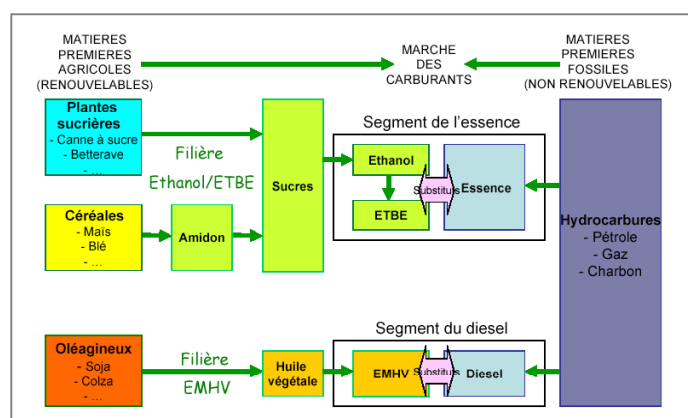 MATIERES
PREMIERES
AGRICOLES
(RENOUVELABLES)
MARCHE
DES
CARBURANTS
MATIERES
PREMIERES
FOSSILES
(NON RENOUVELABLES)
Plantes
sucrières
- Canne à sucre
- Betterave
- ...
Filière
Ethanol/ETBE
Céréales
- Maïs
- Blé
- ...
Amidon
Sucres
Segment de l'essence
Ethanol
ETBE
Substituts
Essence
Hydrocarbures
- Pétrole
- Gaz
- Charbon
Oléagineux
- Soja
- Colza
- ...
Filière
EMHV
Huile
végétale
Segment du diesel
EMHV
Substituts
Diesel